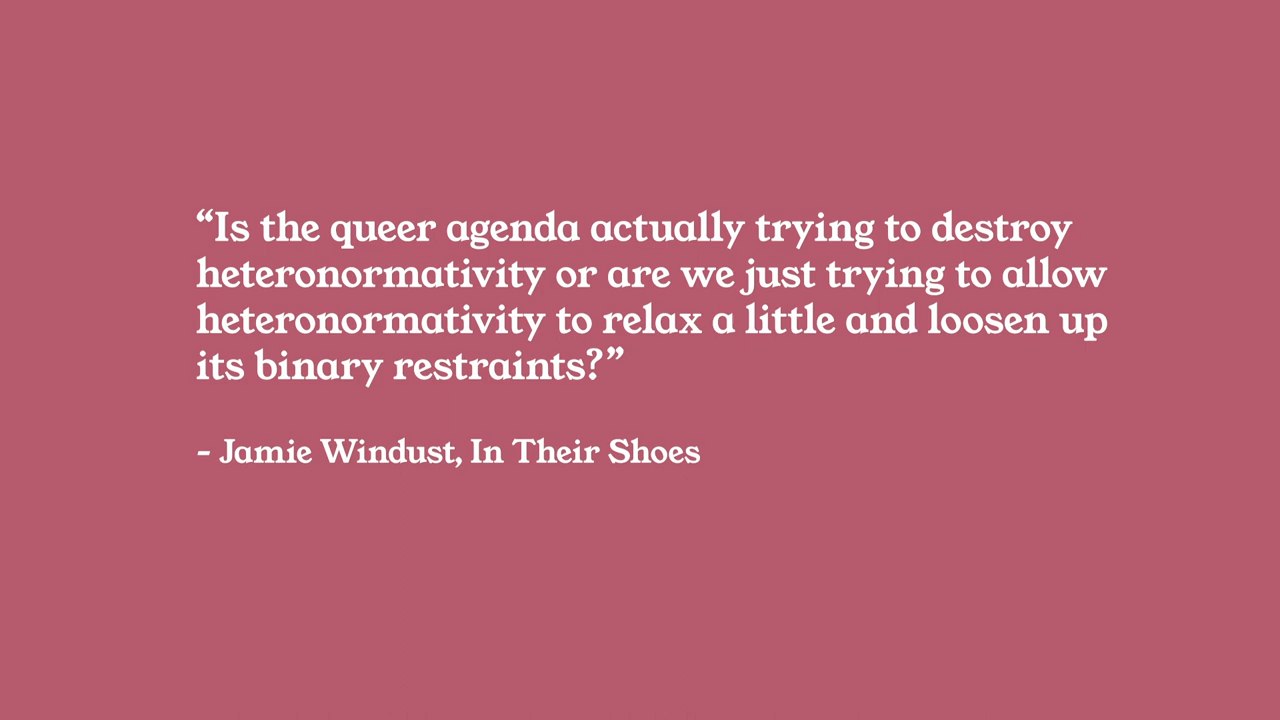 “Is the queer agenda actually trying to destroy
heteronormativity or are we just trying to allow
heteronormativity to relax a little and loosen up
its binary restraints?”
- Jamie Windust, In Their Shoes